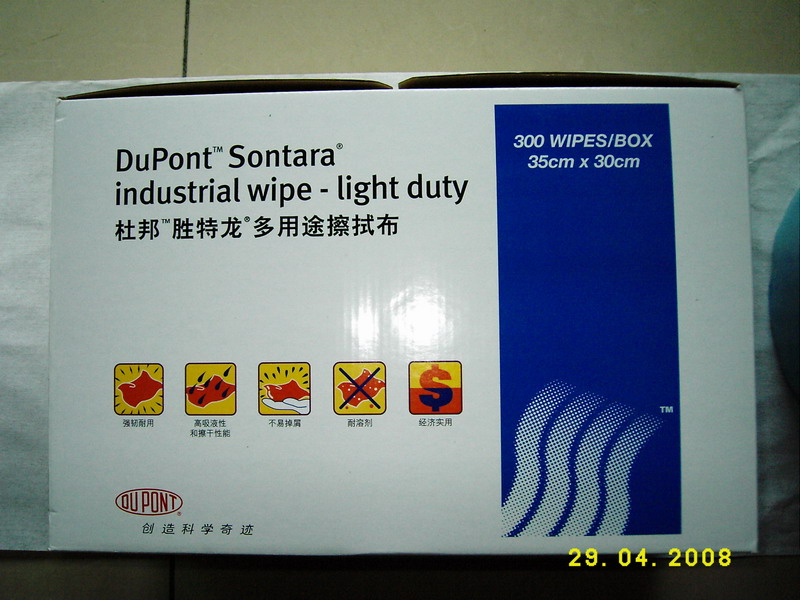 DuPont™ Sontara®
industrial wipe - light duty
杜邦™胜特龙®多用途擦拭布
300 WIPES/BOX
35cm x 30cm
强韧耐用
高吸液性
和擦干性能
不易掉屑
耐溶剂
经济实用
TM
DU PONT®
创造科学奇迹
29.04.2008